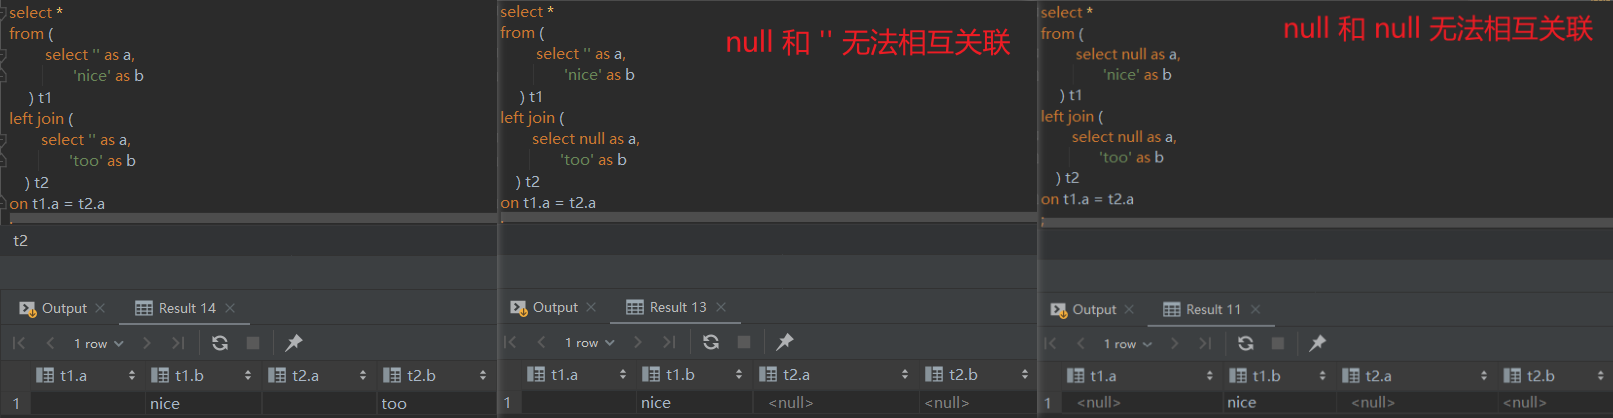 select *
from (
select '' as a,
'nice' as b
) t1
left join (
select '' as a,
'too' as b
) t2
on t1.a = t2.a
;
t2
Output
Result 14
1 row
t1.a
t1.b
t2.a
t2.b
1
nice
too
select *
from (
select '' as a,
'nice' as b
) t1
left join (
select null as a,
'too' as b
) t2
on t1.a = t2.a
;
null 和 '' 无法相互关联
Output
Result 13
1 row
t1.a
t1.b
t2.a
t2.b
1
nice
<null>
<null>
select *
from (
select null as a,
'nice' as b
) t1
left join (
select null as a,
'too' as b
) t2
on t1.a = t2.a
;
null 和 null 无法相互关联
Output
Result 11
1 row
t1.a
t1.b
t2.a
t2.b
1
<null>
nice
<null>
<null>